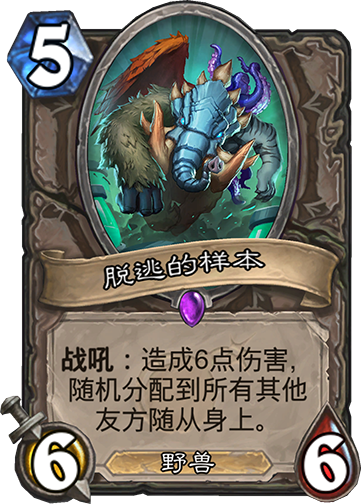 5
脱逃的样本
战吼：造成6点伤害，
随机分配到所有其他
友方随从身上。
6
野兽
6